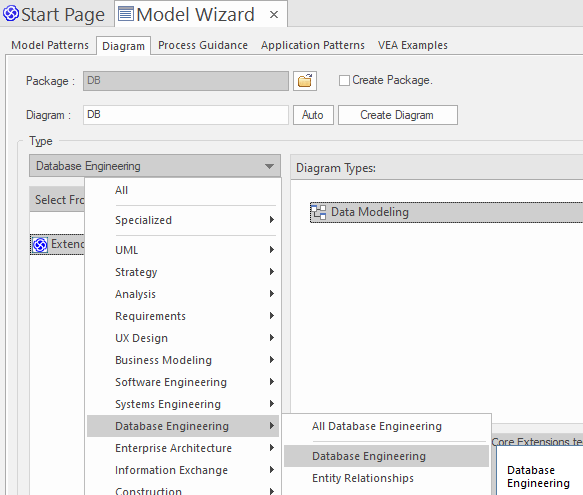 Start Page
Model Wizard
Model Patterns
Diagram
Process Guidance
Application Patterns
VEA Examples
Package :
DB
Create Package.
Diagram :
DB
Auto
Create Diagram
Type
Database Engineering
Diagram Types:
All
Select Fro
Data Modeling
Specialized
Extend
UML
Strategy
Analysis
Requirements
UX Design
Business Modeling
Software Engineering
Systems Engineering
Database Engineering
All Database Engineering
Enterprise Architecture
Core Extensions te
Database Engineering
Information Exchange
Database
Engineering
Entity Relationships
Construction